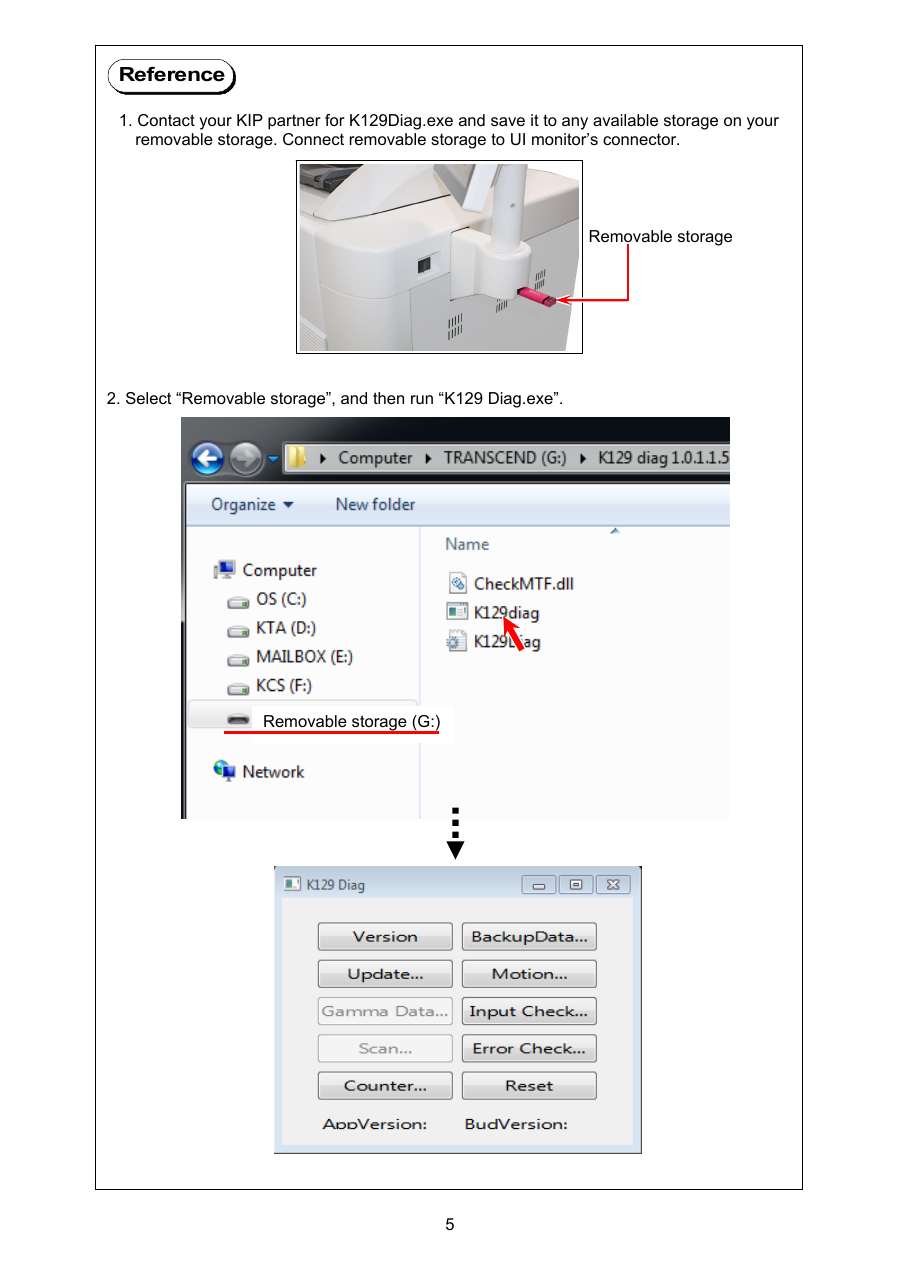 Reference
1. Contact your KIP partner for K129Diag.exe and save it to any available storage on your
removable storage. Connect removable storage to UI monitor’s connector.
Removable storage
2. Select “Removable storage”, and then run “K129 Diag.exe”.
Computer TRANSCEND (G:) K129 diag 1.0.1.1.5
Organize New folder
Name
Computer
CheckMTF.dll
OS (C:)
K129diag
KTA (D:)
K129Diag
MAILBOX (E:)
KCS (F:)
Removable storage (G:)
Network
K129 Diag
Version BackupData...
Update... Motion...
Gamma Data... Input Check...
Scan... Error Check...
Counter... Reset
AppVersion: BudVersion:
5